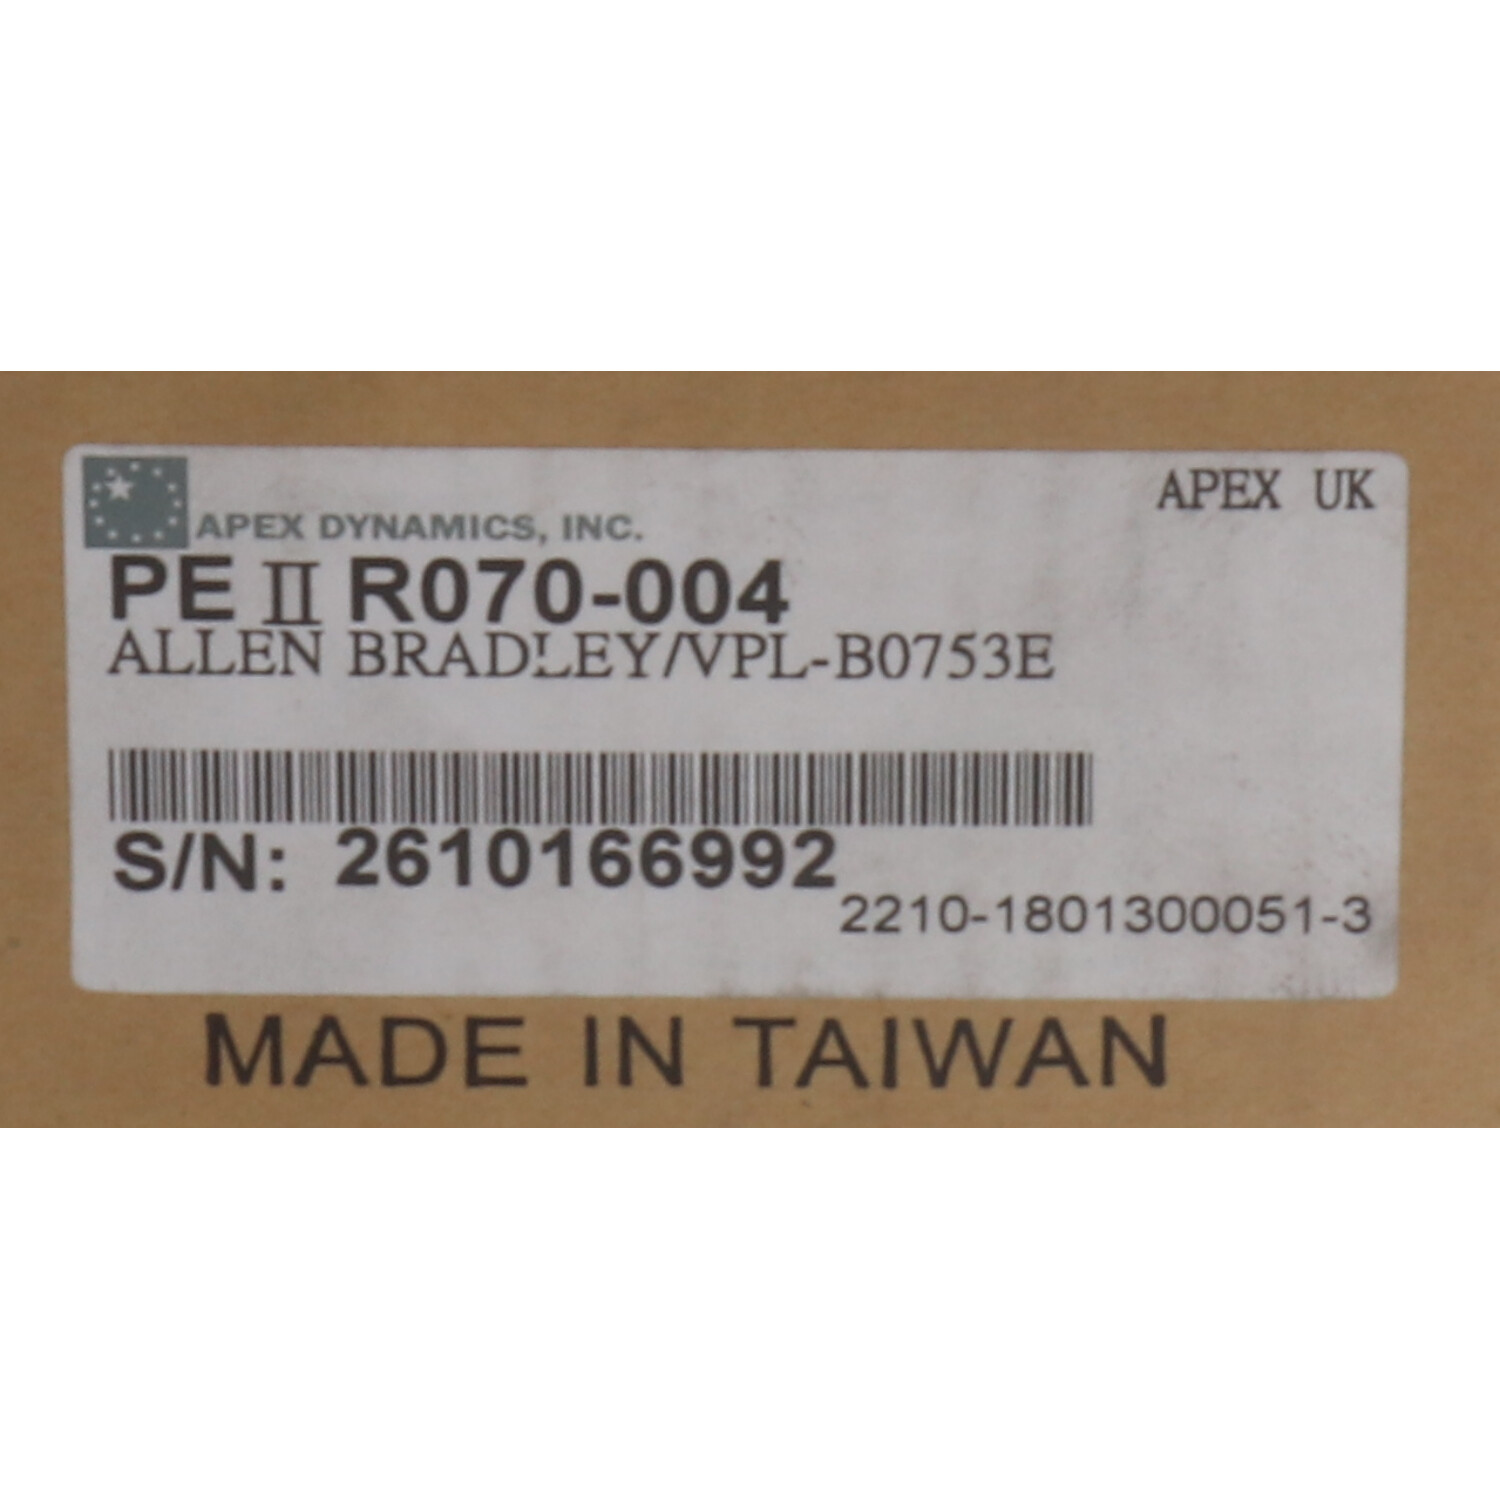 APEX UK
APEX DYNAMICS, INC.
PE II R070-004
ALLEN BRADLEY/VPL-B0753E
S/N: 2610166992
2210-1801300051-3
MADE IN TAIWAN